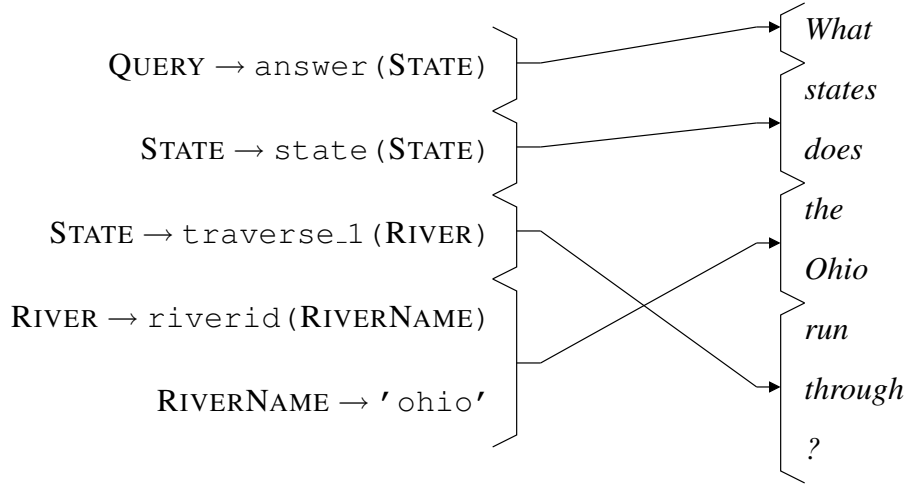 QUERY → answer(STATE)
STATE → state(STATE)
STATE → traverse_1(RIVER)
RIVER → riverid(RIVERNAME)
RIVERNAME → 'ohio'
What
states
does
the
Ohio
run
through
?